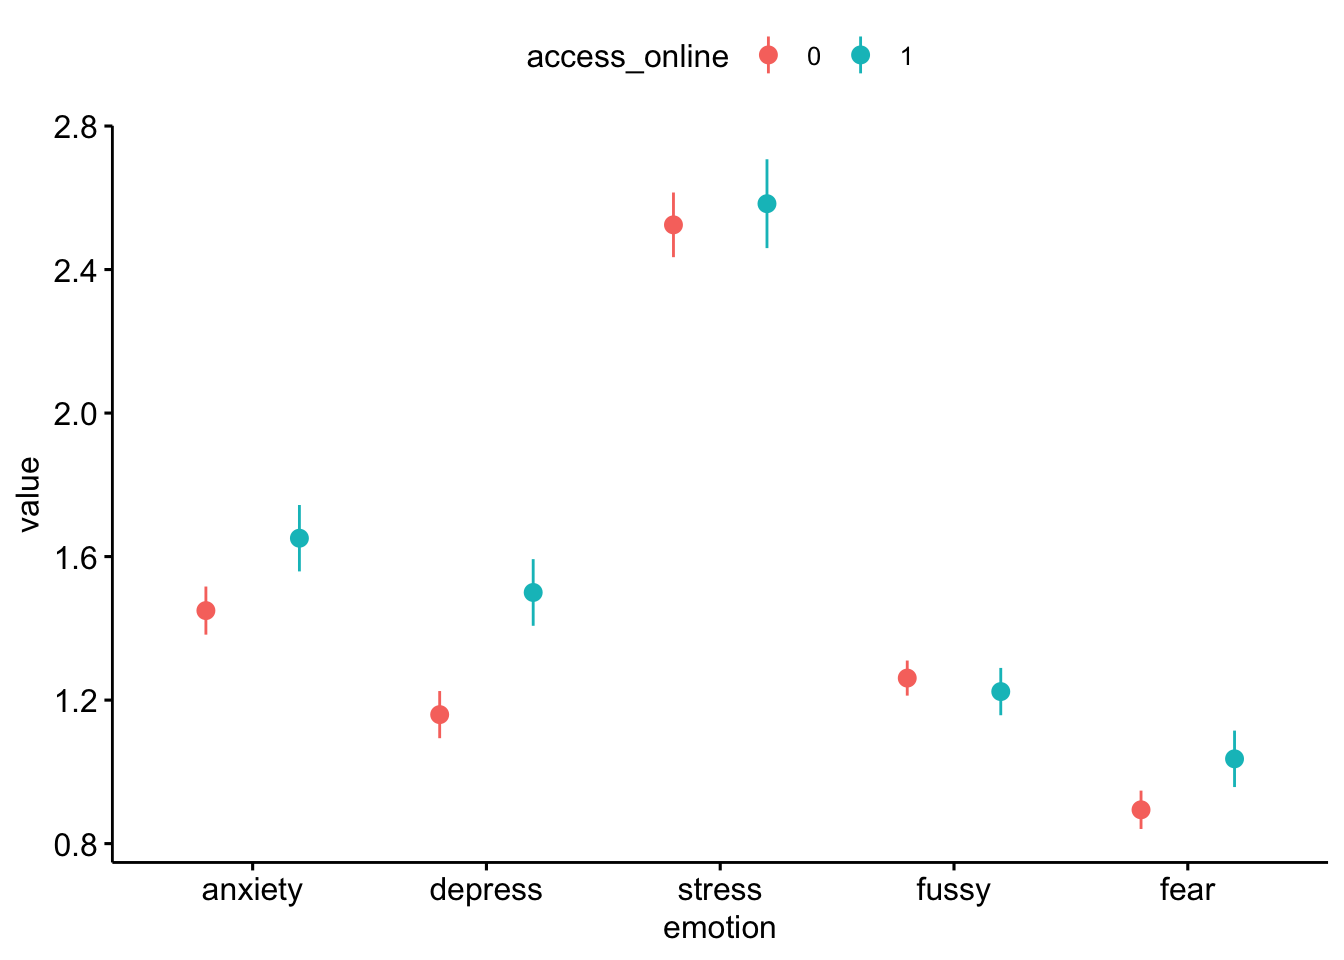 access_online 0 1
2.8
2.4
2.0
1.6
1.2
0.8
value
anxiety depress stress fussy fear
emotion